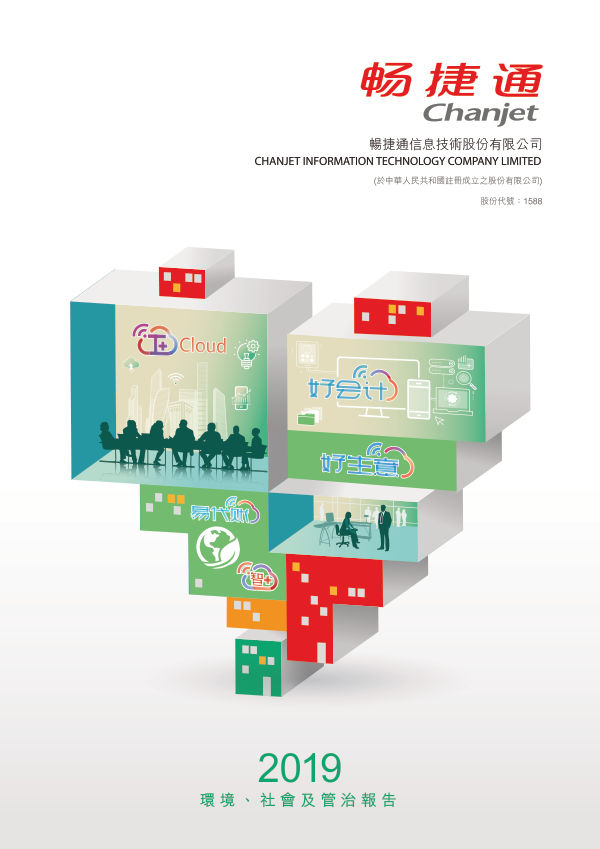 畅捷通
Chanjet
暢捷通信息技術股份有限公司
CHANJET INFORMATION TECHNOLOGY COMPANY LIMITED
(於中華人民共和國註冊成立之股份有限公司)
股份代號：1588
T+ Cloud
好会计
好生意
易代账
智+
2019
環境、社會及管治報告